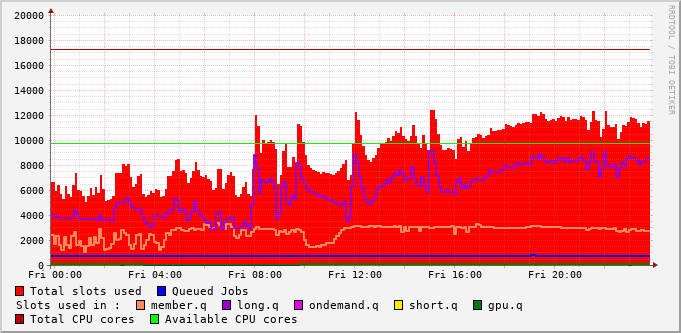 20000
18000
16000
14000
12000
10000
8000
6000
4000
2000
0
Fri 00:00 Fri 04:00 Fri 08:00 Fri 12:00 Fri 16:00 Fri 20:00
RRDTOOL / TOBI OETIKER
Total slots used Queued Jobs
Slots used in : member.q long.q ondemand.q short.q gpu.q
Total CPU cores Available CPU cores